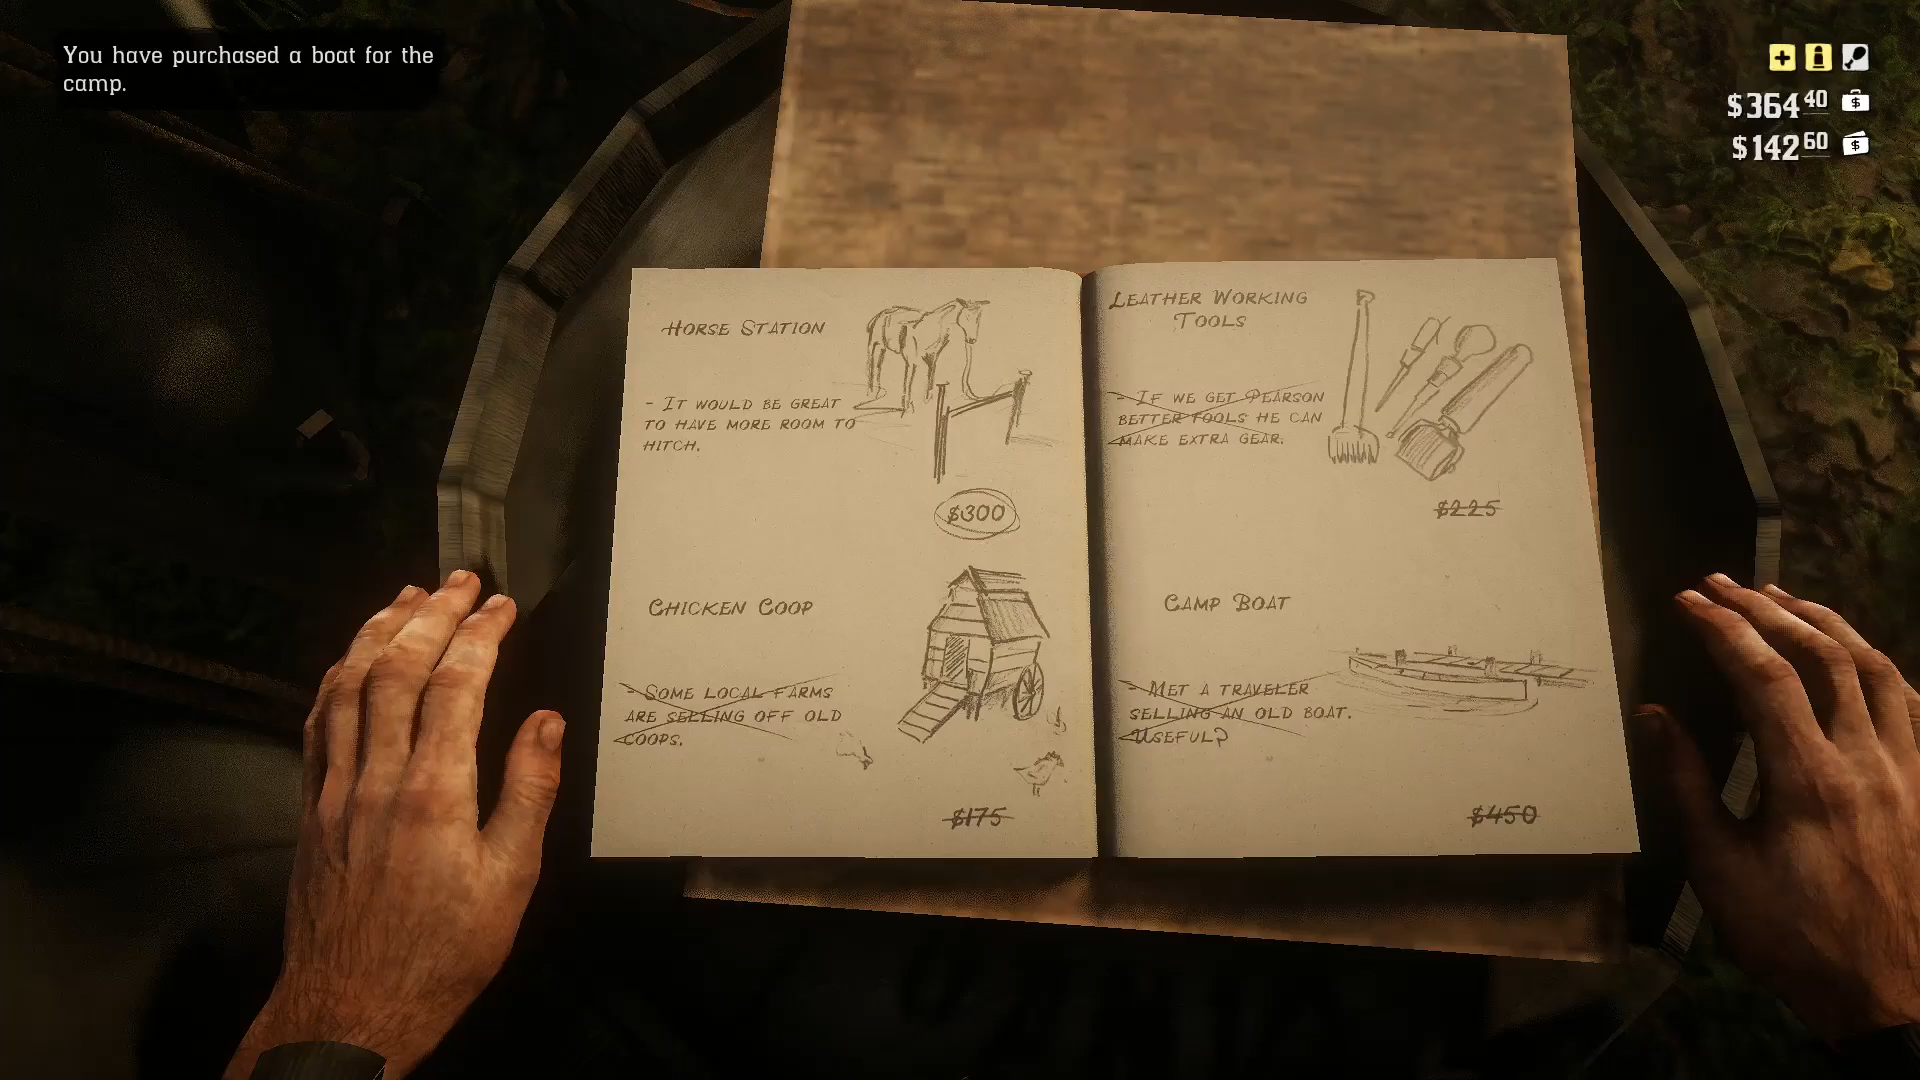 You have purchased a boat for the
camp.
$364 40
$142 60
HORSE STATION
- IT WOULD BE GREAT
TO HAVE MORE ROOM TO
HITCH.
$300
CHICKEN COOP
- SOME LOCAL FARMS
ARE SELLING OFF OLD
COOPS.
$175
LEATHER WORKING
TOOLS
- IF WE GET PEARSON
BETTER TOOLS HE CAN
MAKE EXTRA GEAR.
$225
CAMP BOAT
- MET A TRAVELER
SELLING AN OLD BOAT.
USEFUL?
$450